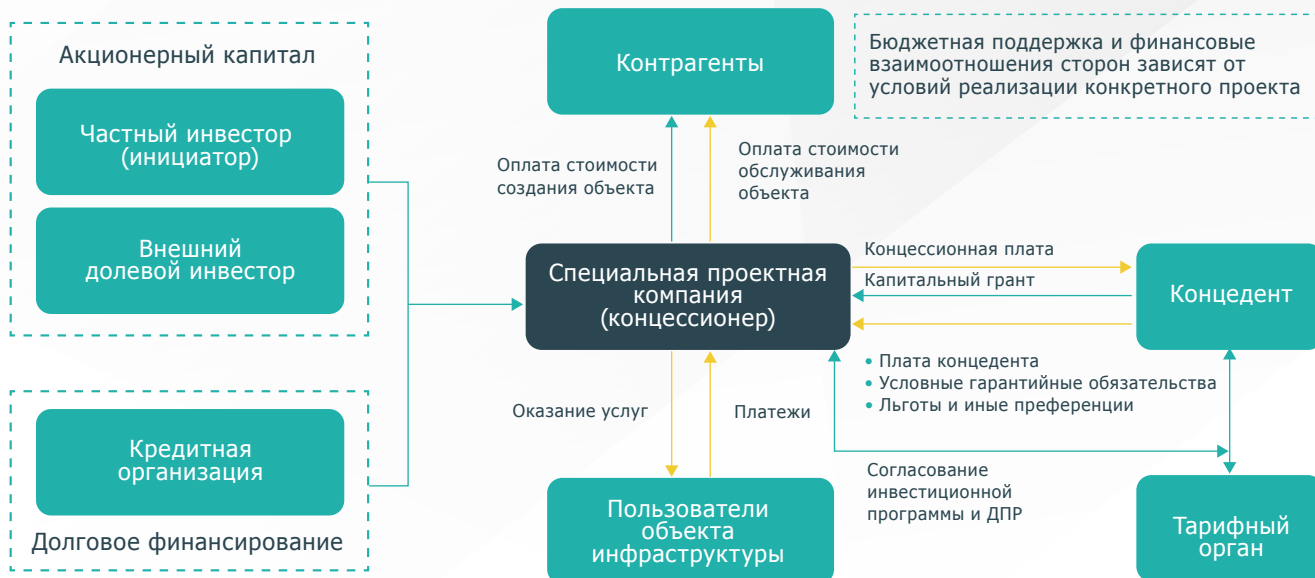 Акционерный капитал
Частный инвестор
(инициатор)
Внешний
долевой инвестор
Кредитная
организация
Долговое финансирование
Контрагенты
Бюджетная поддержка и финансовые
взаимоотношения сторон зависят от
условий реализации конкретного проекта
Оплата стоимости
создания объекта
Оплата стоимости
обслуживания
объекта
Специальная проектная
компания
(концессионер)
Концессионная плата
Капитальный грант
Концедент
• Плата концедента
• Условные гарантийные обязательства
• Льготы и иные преференции
Оказание услуг
Платежи
Согласование
инвестиционной
программы и ДПР
Пользователи
объекта
инфраструктуры
Тарифный
орган